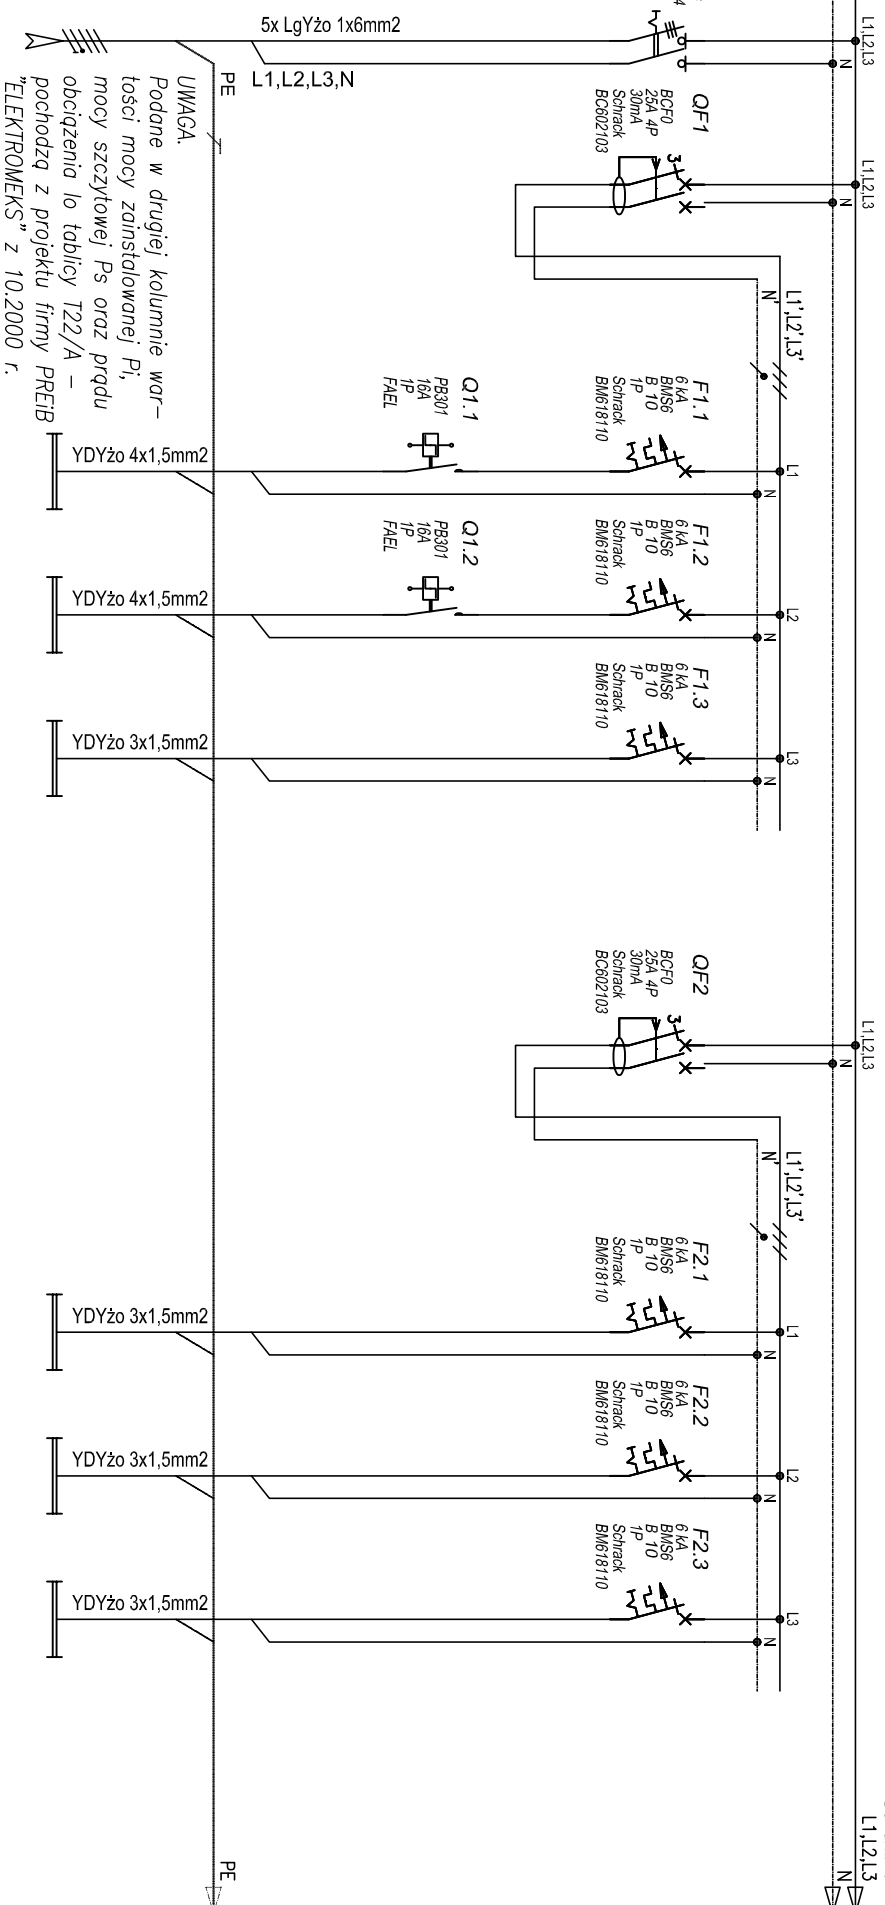 L1,L2,L3
N
5x LgYżo 1x6mm2
L1,L2,L3,N
PE
UWAGA.
Podane w drugiej kolumnie war–
tości mocy zainstalowanej Pi,
mocy szczytowej Ps oraz prądu
obciążenia Io tablicy T22/A –
pochodzą z projektu firmy PREiB
"ELEKTROMEKS" z 10.2000 r.
L1,L2,L3
N
QF1
BCF0
25A 4P
30mA
Schrack
BC602103
3
L1',L2',L3'
N'
F1.1
6 kA
BMS6
B 10
1P
Schrack
BM618110
L1
N
Q1.1
PB301
16A
1P
FAEL
YDYżo 4x1,5mm2
F1.2
6 kA
BMS6
B 10
1P
Schrack
BM618110
L2
N
Q1.2
PB301
16A
1P
FAEL
YDYżo 4x1,5mm2
F1.3
6 kA
BMS6
B 10
1P
Schrack
BM618110
L3
N
YDYżo 3x1,5mm2
L1,L2,L3
N
QF2
BCF0
25A 4P
30mA
Schrack
BC602103
3
L1',L2',L3'
N'
F2.1
6 kA
BMS6
B 10
1P
Schrack
BM618110
L1
N
YDYżo 3x1,5mm2
F2.2
6 kA
BMS6
B 10
1P
Schrack
BM618110
L2
N
YDYżo 3x1,5mm2
F2.3
6 kA
BMS6
B 10
1P
Schrack
BM618110
L3
N
YDYżo 3x1,5mm2
L1,L2,L3
N
PE